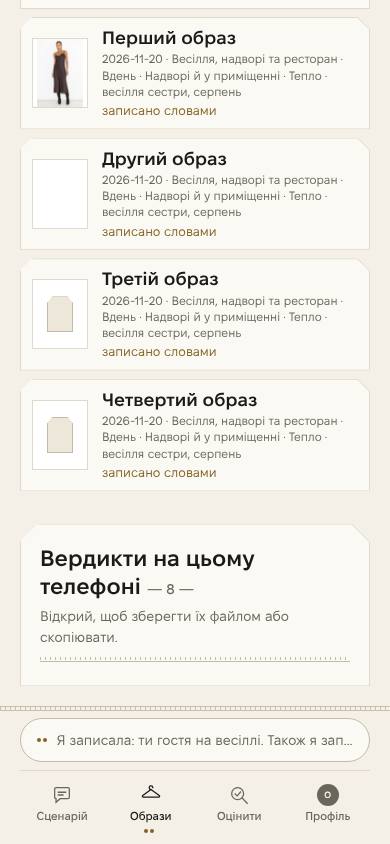 Перший образ
2026-11-20 · Весілля, надворі та ресторан ·
Вдень · Надворі й у приміщенні · Тепло ·
весілля сестри, серпень
записано словами
Другий образ
2026-11-20 · Весілля, надворі та ресторан ·
Вдень · Надворі й у приміщенні · Тепло ·
весілля сестри, серпень
записано словами
Третій образ
2026-11-20 · Весілля, надворі та ресторан ·
Вдень · Надворі й у приміщенні · Тепло ·
весілля сестри, серпень
записано словами
Четвертий образ
2026-11-20 · Весілля, надворі та ресторан ·
Вдень · Надворі й у приміщенні · Тепло ·
весілля сестри, серпень
записано словами
Вердикти на цьому
телефоні — 8 —
Відкрий, щоб зберегти їх файлом або
скопіювати.
Я записала: ти гостя на весіллі. Також я зап...
Сценарій
Образи
Оцінити
О
Профіль